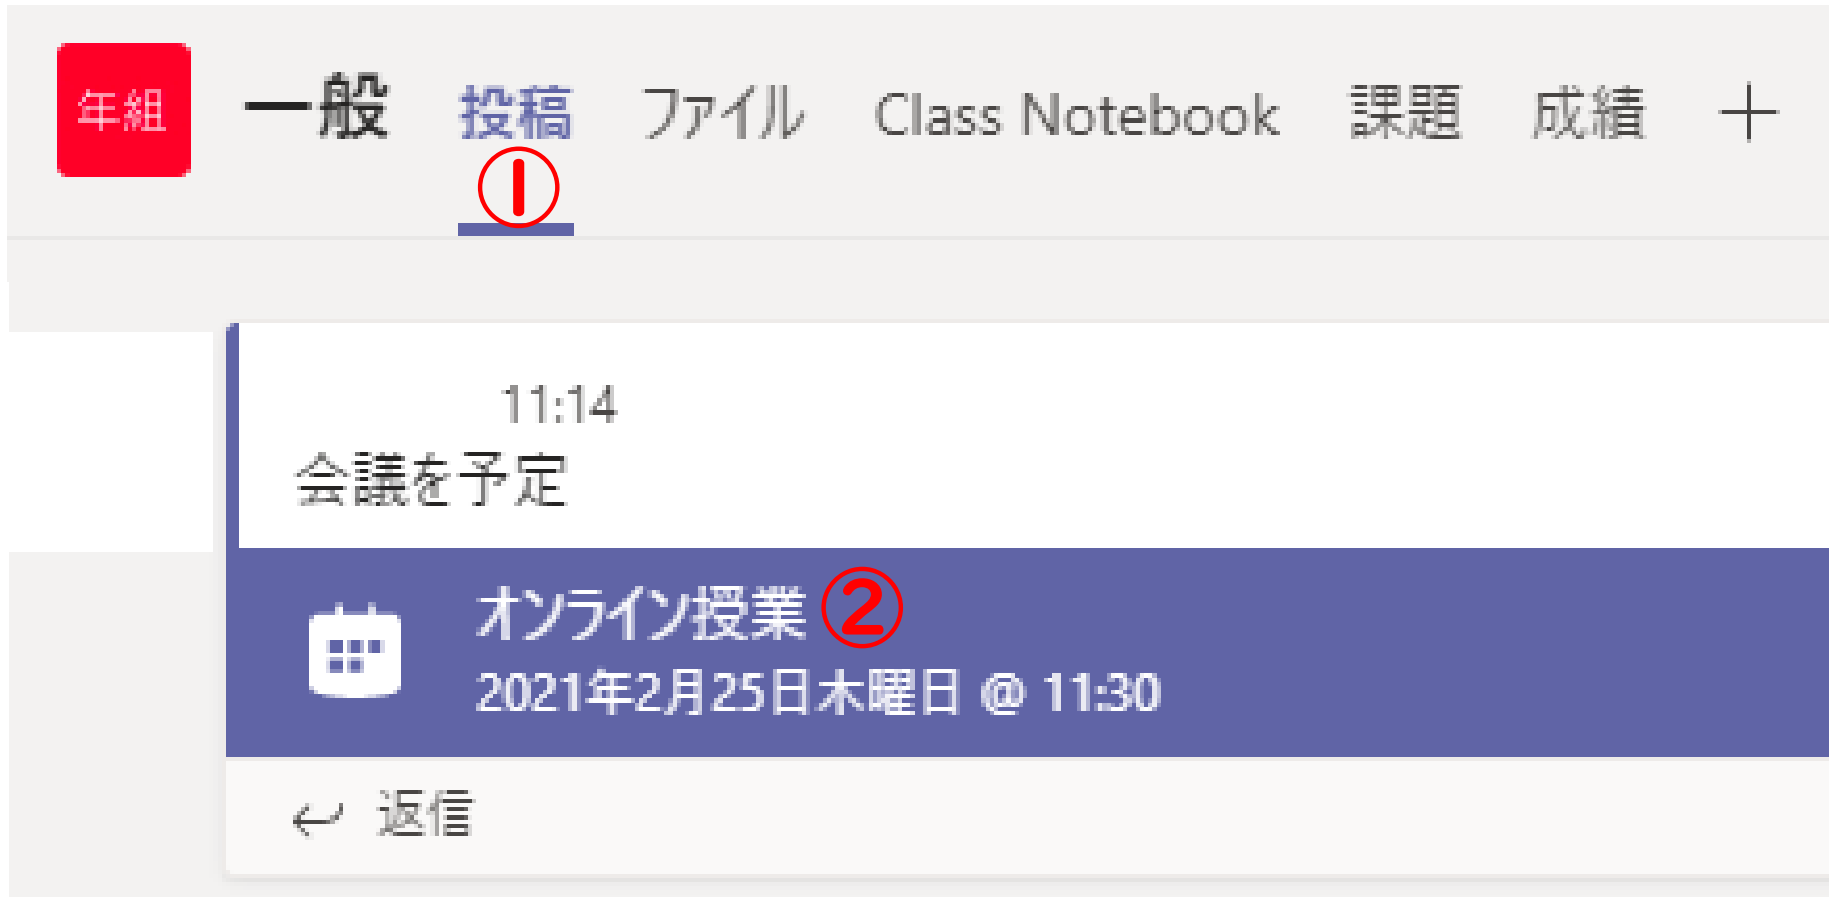 年組 一般 投稿 ファイル Class Notebook 課題 成績 +
①
11:14
会議を予定
オンライン授業 ②
2021年2月25日木曜日 @ 11:30
返信